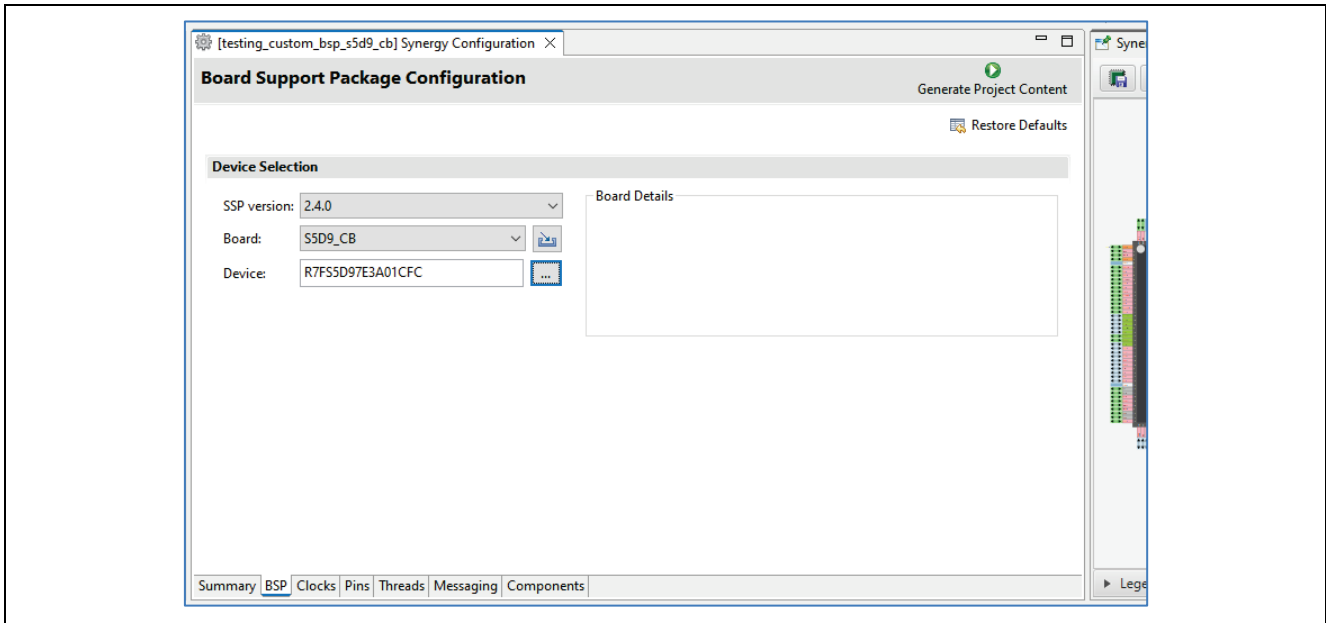 [testing_custom_bsp_s5d9_cb] Synergy Configuration
Board Support Package Configuration
Generate Project Content
Restore Defaults
Device Selection
SSP version: 2.4.0
Board Details
Board: S5D9_CB
Device: R7FS5D97E3A01CFC
...
Summary BSP Clocks Pins Threads Messaging Components
Syne
Lege